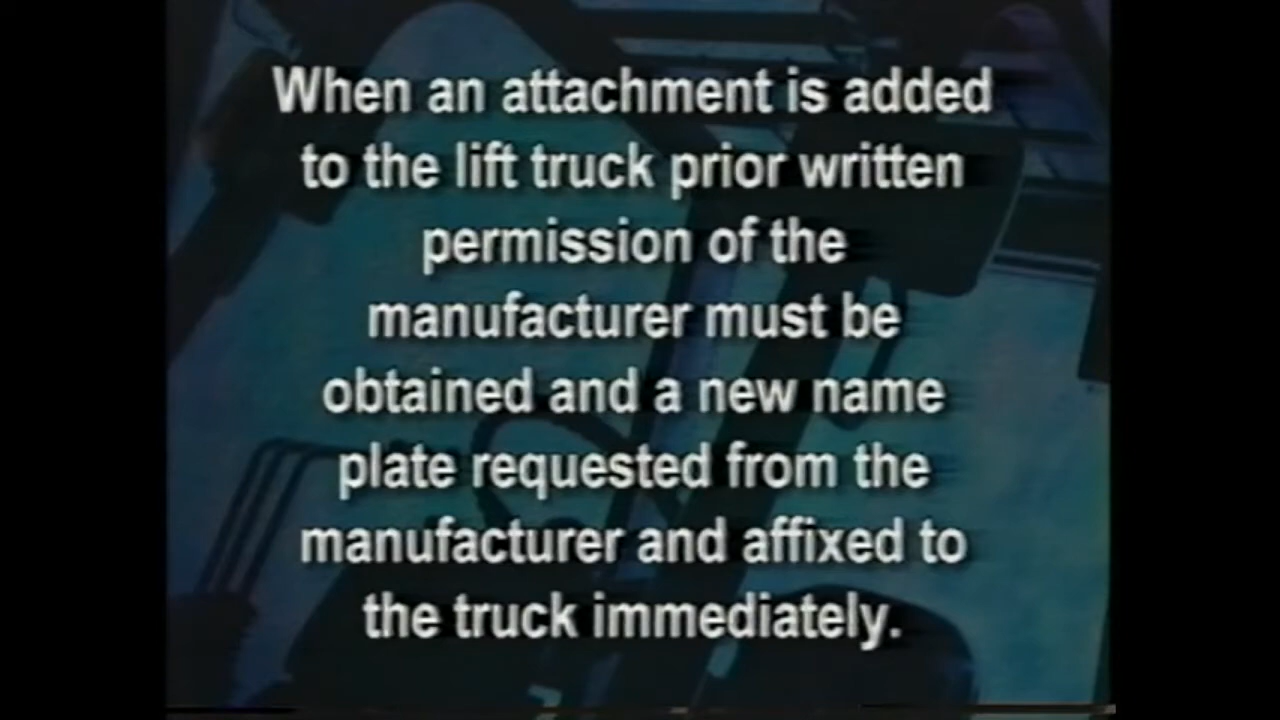 When an attachment is added
to the lift truck prior written
permission of the
manufacturer must be
obtained and a new name
plate requested from the
manufacturer and affixed to
the truck immediately.